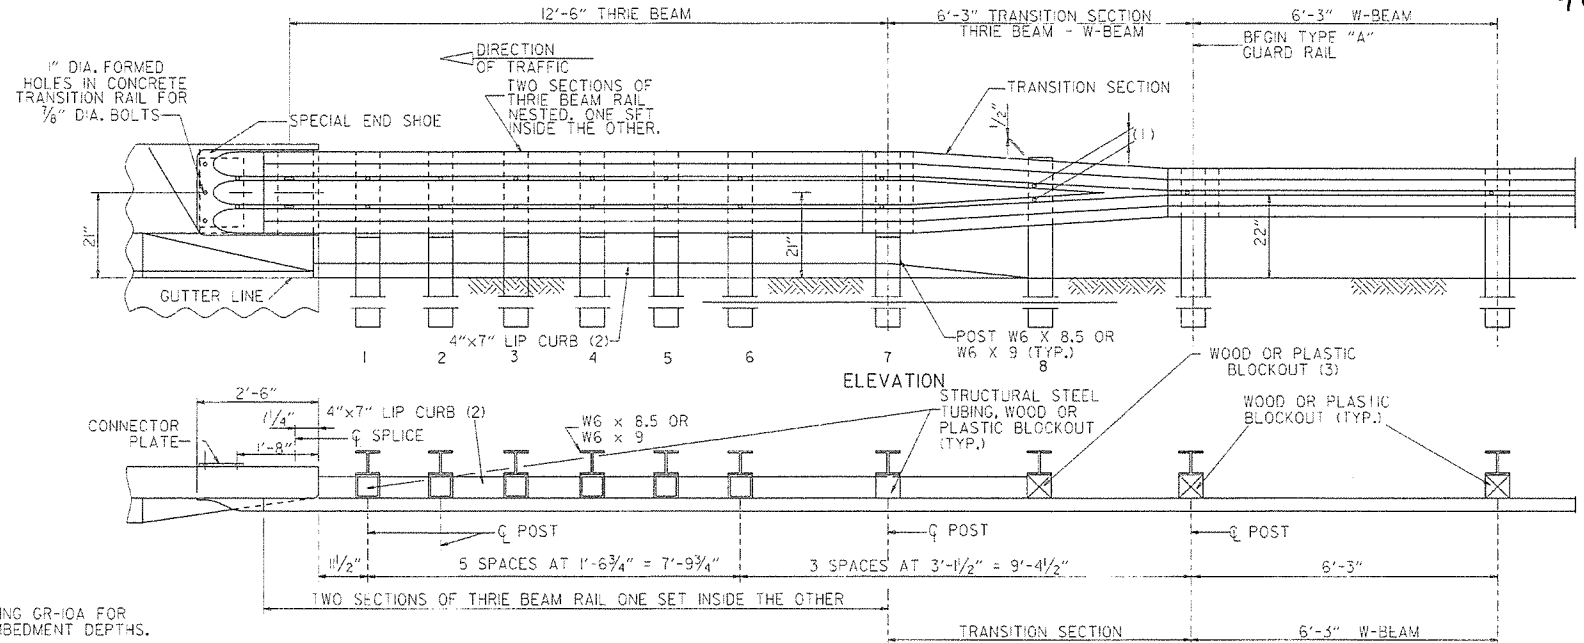 12'-6" THRIE BEAM
6'-3" TRANSITION SECTION
THRIE BEAM - W-BEAM
6'-3" W-BEAM
BEGIN TYPE "A"
GUARD RAIL
DIRECTION
OF TRAFFIC
1" DIA. FORMED
HOLES IN CONCRETE
TRANSITION RAIL FOR
7/8" DIA. BOLTS
SPECIAL END SHOE
TWO SECTIONS OF
THRIE BEAM RAIL
NESTED. ONE SET
INSIDE THE OTHER.
TRANSITION SECTION
1/2"
(1)
21"
21"
22"
GUTTER LINE
4"x7" LIP CURB (2)
POST W6 X 8.5 OR
W6 X 9 (TYP.)
1 2 3 4 5 6 7 8
ELEVATION
WOOD OR PLASTIC
BLOCKOUT (3)
2'-6"
7 1/4"
4"x7" LIP CURB (2)
℄ SPLICE
1'-8"
CONNECTOR
PLATE
W6 x 8.5 OR
W6 x 9
STRUCTURAL STEEL
TUBING, WOOD OR
PLASTIC BLOCKOUT
(TYP.)
WOOD OR PLASTIC
BLOCKOUT (TYP.)
℄ POST
℄ POST
℄ POST
11 1/2"
5 SPACES AT 1'-6 3/4" = 7'-9 3/4"
3 SPACES AT 3'-1 1/2" = 9'-4 1/2"
6'-3"
TWO SECTIONS OF THRIE BEAM RAIL ONE SET INSIDE THE OTHER
ING GR-10A FOR
BEDMENT DEPTHS.
TRANSITION SECTION
6'-3" W-BEAM